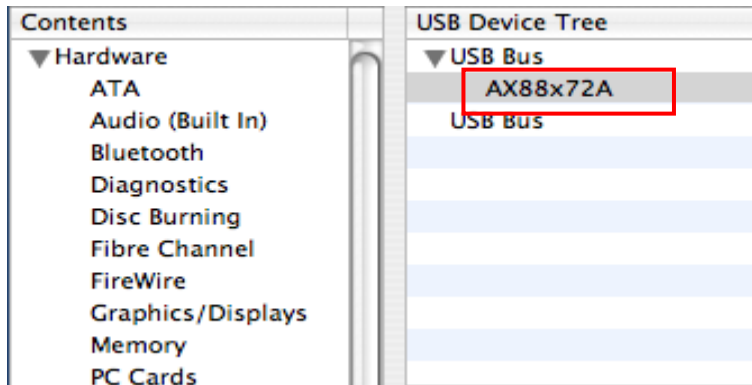 Contents
Hardware
ATA
Audio (Built In)
Bluetooth
Diagnostics
Disc Burning
Fibre Channel
FireWire
Graphics/Displays
Memory
PC Cards
USB Device Tree
USB Bus
AX88x72A
USB Bus